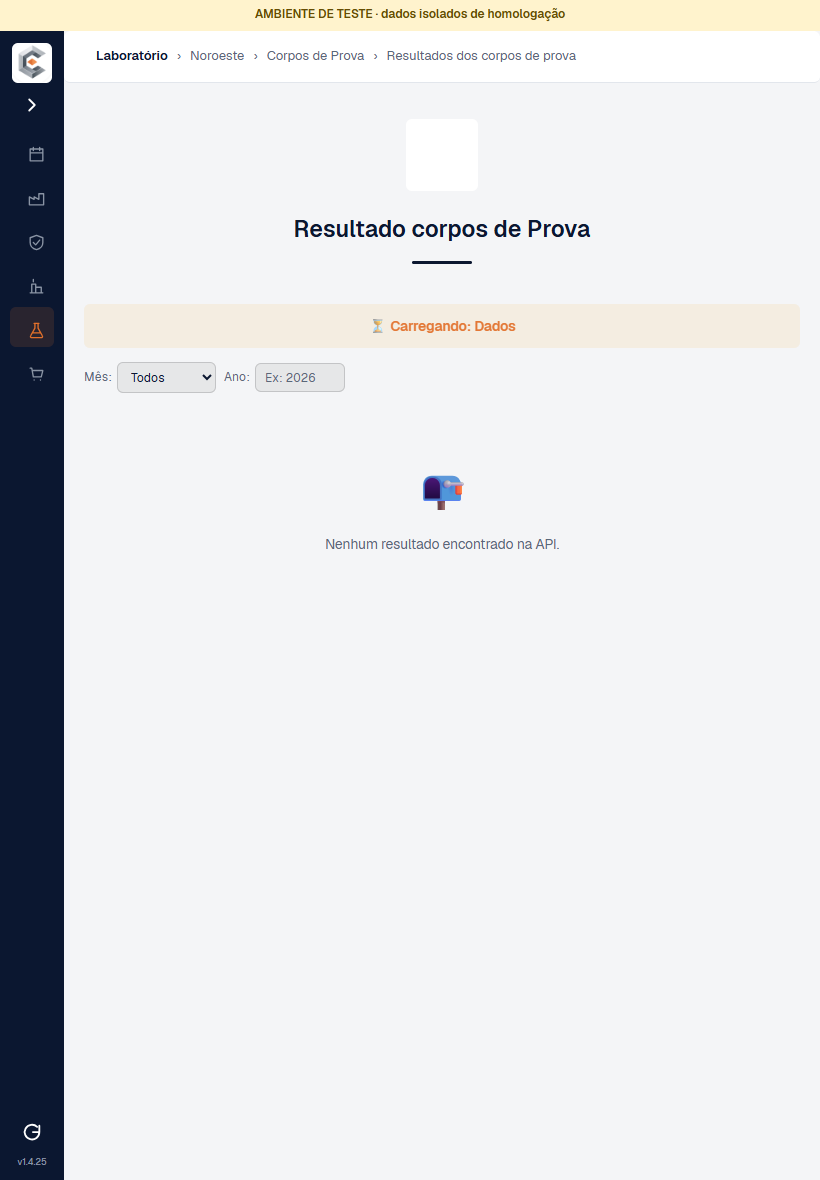 AMBIENTE DE TESTE · dados isolados de homologação
Laboratório › Noroeste › Corpos de Prova › Resultados dos corpos de prova
Resultado corpos de Prova
⏳ Carregando: Dados
Mês: Todos Ano: Ex: 2026
Nenhum resultado encontrado na API.
v1.4.25